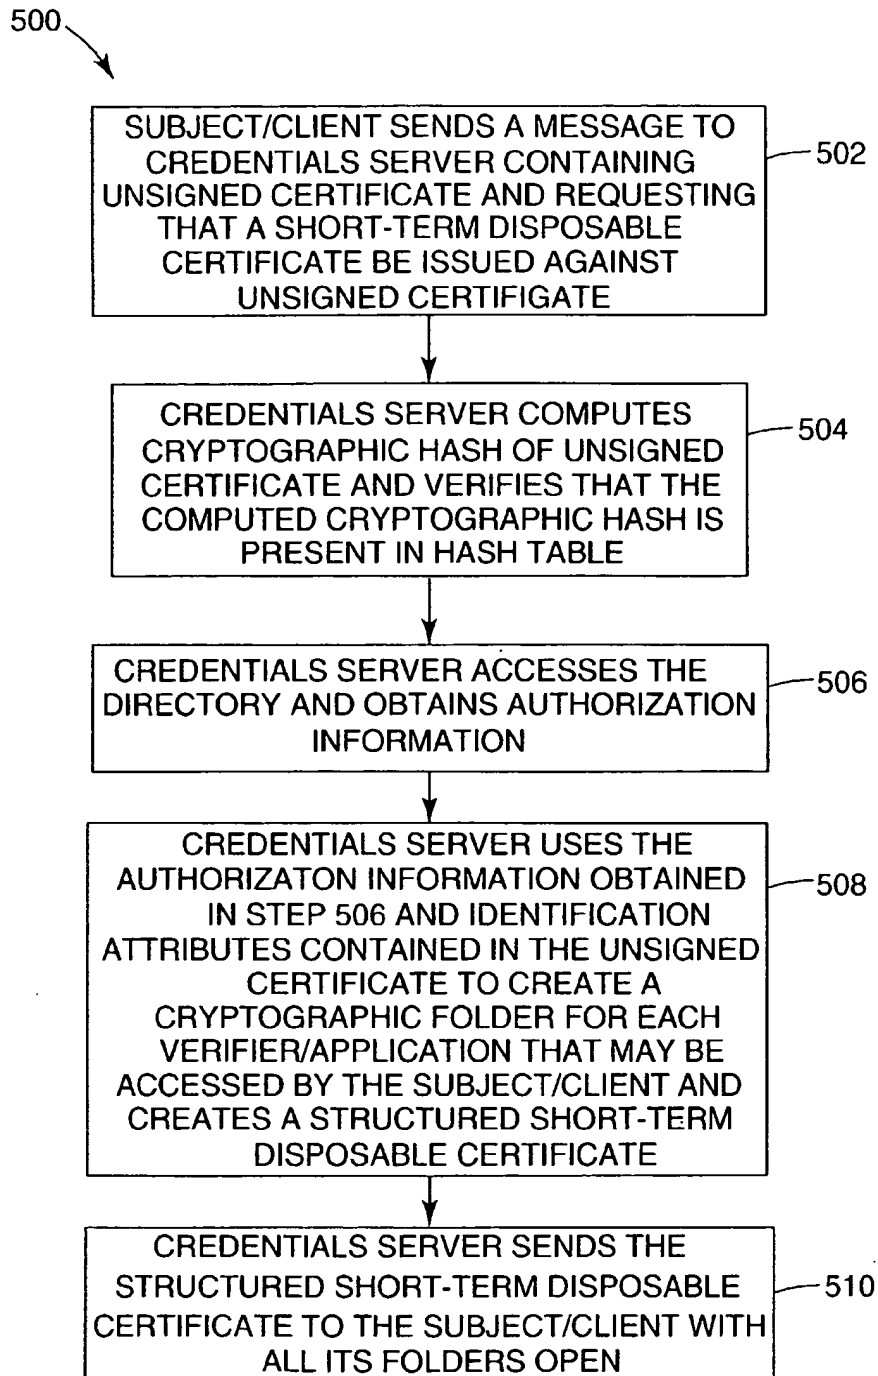 500
SUBJECT/CLIENT SENDS A MESSAGE TO
CREDENTIALS SERVER CONTAINING
UNSIGNED CERTIFICATE AND REQUESTING
THAT A SHORT-TERM DISPOSABLE
CERTIFICATE BE ISSUED AGAINST
UNSIGNED CERTIFIGATE
502
CREDENTIALS SERVER COMPUTES
CRYPTOGRAPHIC HASH OF UNSIGNED
CERTIFICATE AND VERIFIES THAT THE
COMPUTED CRYPTOGRAPHIC HASH IS
PRESENT IN HASH TABLE
504
CREDENTIALS SERVER ACCESSES THE
DIRECTORY AND OBTAINS AUTHORIZATION
INFORMATION
506
CREDENTIALS SERVER USES THE
AUTHORIZATON INFORMATION OBTAINED
IN STEP 506 AND IDENTIFICATION
ATTRIBUTES CONTAINED IN THE UNSIGNED
CERTIFICATE TO CREATE A
CRYPTOGRAPHIC FOLDER FOR EACH
VERIFIER/APPLICATION THAT MAY BE
ACCESSED BY THE SUBJECT/CLIENT AND
CREATES A STRUCTURED SHORT-TERM
DISPOSABLE CERTIFICATE
508
CREDENTIALS SERVER SENDS THE
STRUCTURED SHORT-TERM DISPOSABLE
CERTIFICATE TO THE SUBJECT/CLIENT WITH
ALL ITS FOLDERS OPEN
510